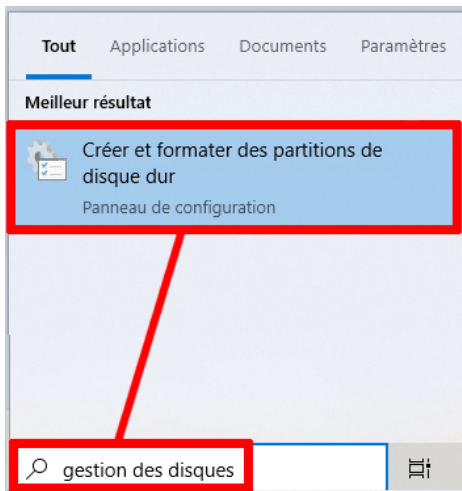 Tout Applications Documents Paramètres
Meilleur résultat
Créer et formater des partitions de
disque dur
Panneau de configuration
gestion des disques